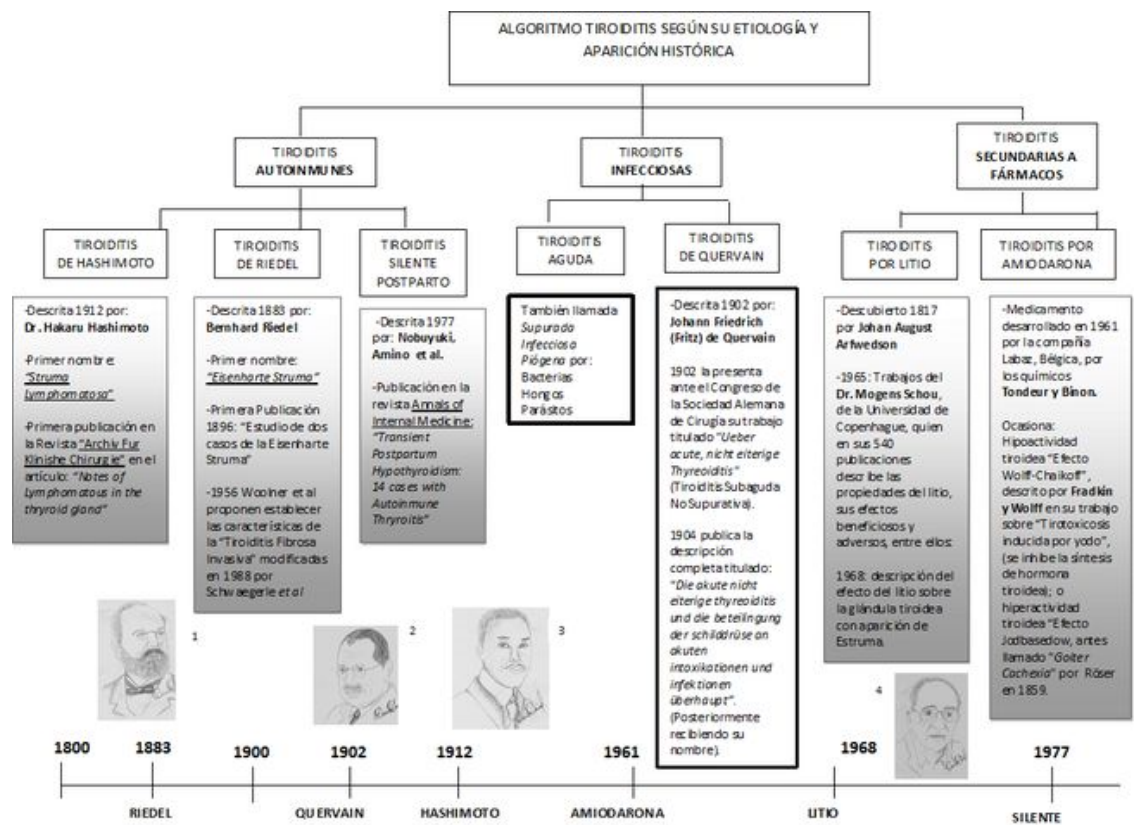 ALGORITMO TIROIDITIS SEGÚN SU ETIOLOGÍA Y
APARICIÓN HISTÓRICA
TIROIDITIS
AUTOINMUNES
TIROIDITIS
INFECCIOSAS
TIROIDITIS
SECUNDARIAS A
FÁRMACOS
TIROIDITIS
DE HASHIMOTO
TIROIDITIS
DE RIEDEL
TIROIDITIS
SILENTE
POSTPARTO
TIROIDITIS
AGUDA
TIROIDITIS
DE QUERVAIN
TIROIDITIS
POR LITIO
TIROIDITIS POR
AMIODARONA
-Descrita 1912 por:
Dr. Hakaru Hashimoto
-Primer nombre:
"Struma
Lymphomatosa"
-Primera publicación en
la Revista "Archiv Fur
Klinishe Chirurgie" en el
artículo: "Notes of
Lymphomatous in the
thryroid gland"
-Descrita 1883 por:
Bernhard Riedel
-Primer nombre:
"Eisenharte Struma"
-Primera Publicación
1896: "Estudio de dos
casos de la Eisenharte
Struma"
-1956 Woolner et al
proponen establecer
las características de
la "Tiroiditis Fibrosa
Invasiva" modificadas
en 1988 por
Schwaegerle et al
-Descrita 1977
por: Nobuyuki,
Amino et al.
-Publicación en la
revista Annals of
Internal Medicine:
"Transient
Postpartum
Hypothyroidism:
14 cases with
Autoinmune
Thryroitis"
También llamada
Supurada
Infecciosa
Piógena por:
Bacterias
Hongos
Parástos
-Descrita 1902 por:
Johann Friedrich
(Fritz) de Quervain
1902 la presenta
ante el Congreso de
la Sociedad Alemana
de Cirugía su trabajo
titulado "Ueber
acute, nicht eiterige
Thyreoiditis"
(Tiroiditis Subaguda
No Supurativa).
1904 publica la
descripción
completa titulado:
"Die akute nicht
eiterige thyreoiditis
und die beteilingung
der schilddrüse an
akuten
intoxikationen und
infektionen
überhaupt".
(Posteriormente
recibiendo su
nombre).
-Descubierto 1817
por Johan August
Arfwedson
-1965: Trabajos del
Dr. Mogens Schou,
de la Universidad de
Copenhague, quien
en sus 540
publicaciones
describe las
propiedades del litio,
sus efectos
beneficiosos y
adversos, entre ellos:
1968: descripción del
efecto del litio sobre
la glándula tiroidea
con aparición de
Estruma.
-Medicamento
desarrollado en 1961
por la compañía
Labaz, Bélgica, por
los químicos
Tondeur y Binon.
Ocasiona:
Hipoactividad
tiroidea "Efecto
Wolff-Chaikoff",
descrito por Fradkin
y Wolff en su trabajo
sobre "Tirotoxicosis
inducida por yodo",
(se inhibe la síntesis
de hormona
tiroidea); o
hiperactividad
tiroidea "Efecto
Jodbasedow, antes
llamado "Goiter
Cachexia" por Röser
en 1859.
1
2
3
4
1800
1883
1900
1902
1912
1961
1968
1977
RIEDEL
QUERVAIN
HASHIMOTO
AMIODARONA
LITIO
SILENTE